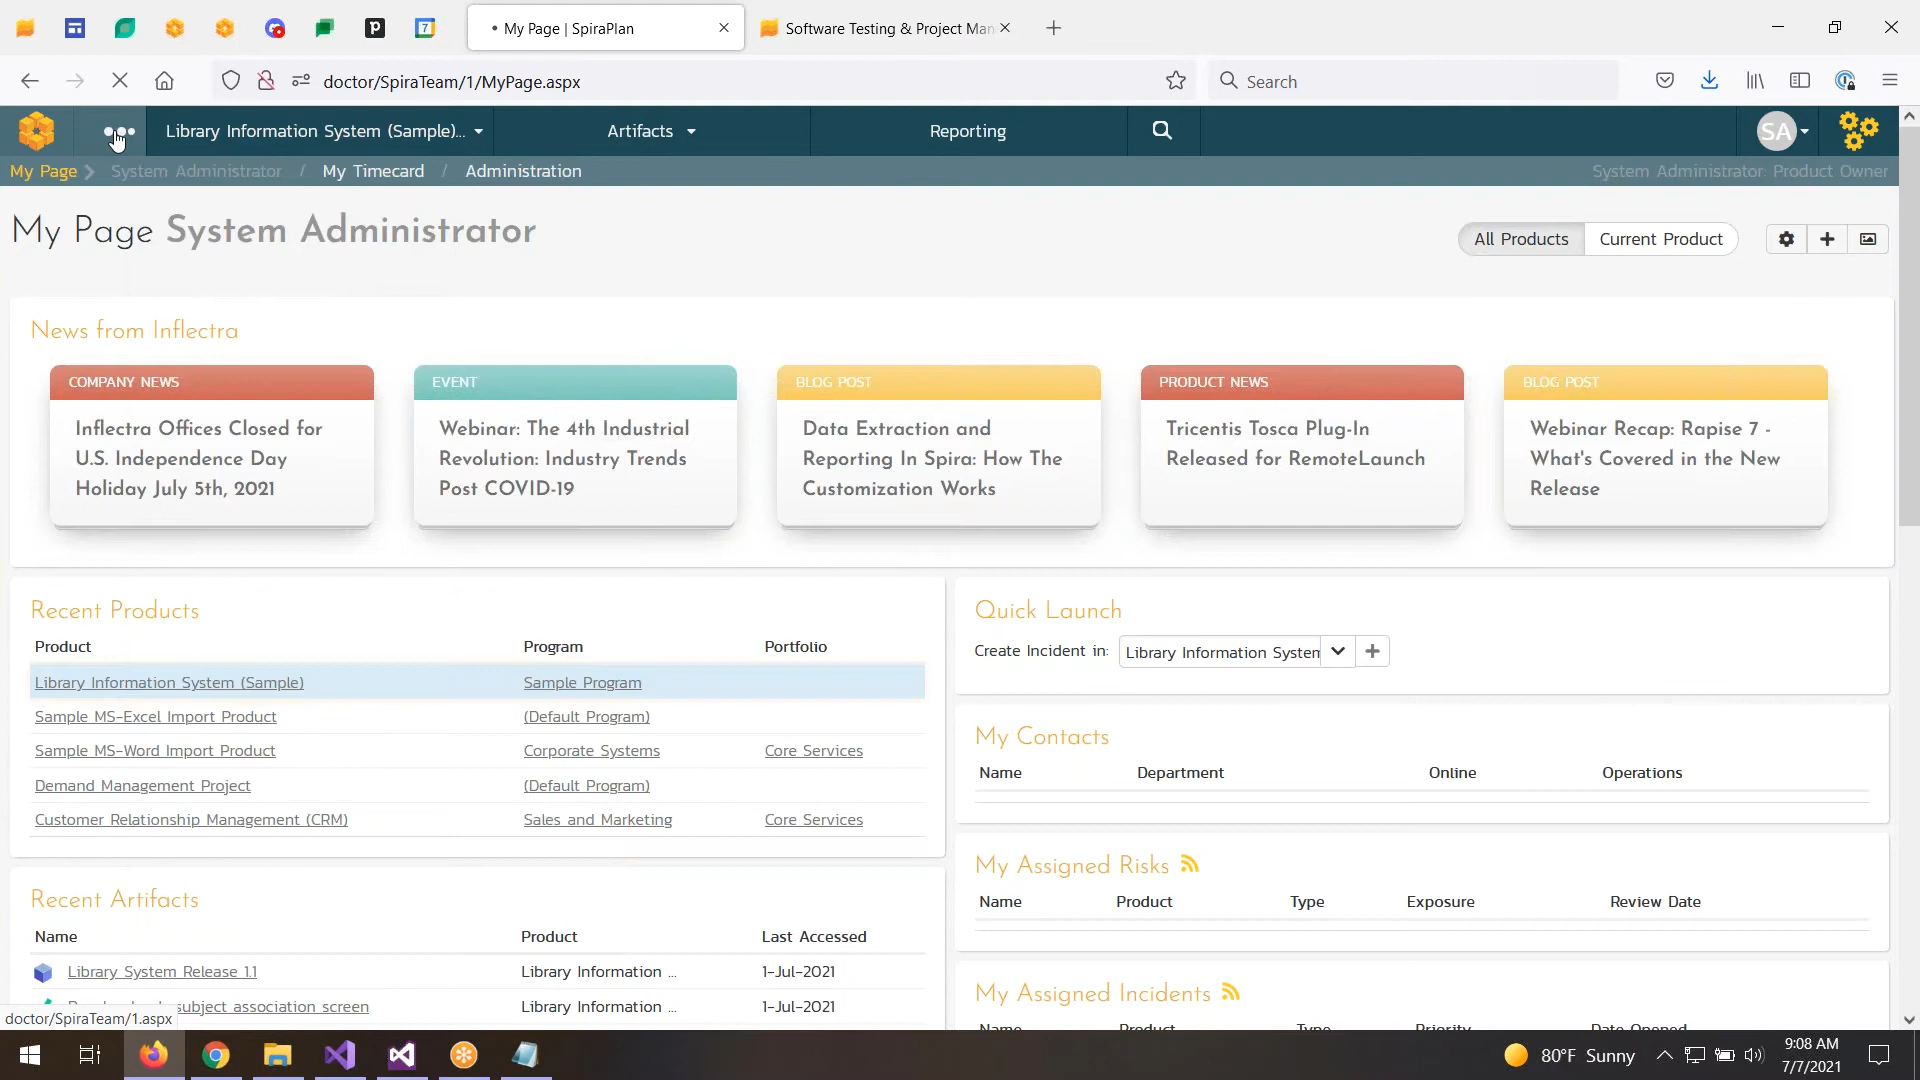 My Page | SpiraPlan
Software Testing & Project Man
doctor/SpiraTeam/1/MyPage.aspx
Search
Library Information System (Sample)...
Artifacts
Reporting
SA
My Page
System Administrator / My Timecard / Administration
System Administrator: Product Owner
My Page System Administrator
All Products
Current Product
News from Inflectra
COMPANY NEWS
Inflectra Offices Closed for
U.S. Independence Day
Holiday July 5th, 2021
EVENT
Webinar: The 4th Industrial
Revolution: Industry Trends
Post COVID-19
BLOG POST
Data Extraction and
Reporting In Spira: How The
Customization Works
PRODUCT NEWS
Tricentis Tosca Plug-In
Released for RemoteLaunch
BLOG POST
Webinar Recap: Rapise 7 -
What's Covered in the New
Release
Recent Products
Product Program Portfolio
Library Information System (Sample) Sample Program
Sample MS-Excel Import Product (Default Program)
Sample MS-Word Import Product Corporate Systems Core Services
Demand Management Project (Default Program)
Customer Relationship Management (CRM) Sales and Marketing Core Services
Recent Artifacts
Name Product Last Accessed
Library System Release 1.1 Library Information ... 1-Jul-2021
subject association screen Library Information ... 1-Jul-2021
Quick Launch
Create Incident in: Library Information System
My Contacts
Name Department Online Operations
My Assigned Risks
Name Product Type Exposure Review Date
My Assigned Incidents
Name Product Type Priority Date Opened
doctor/SpiraTeam/1.aspx
80°F Sunny
9:08 AM
7/7/2021